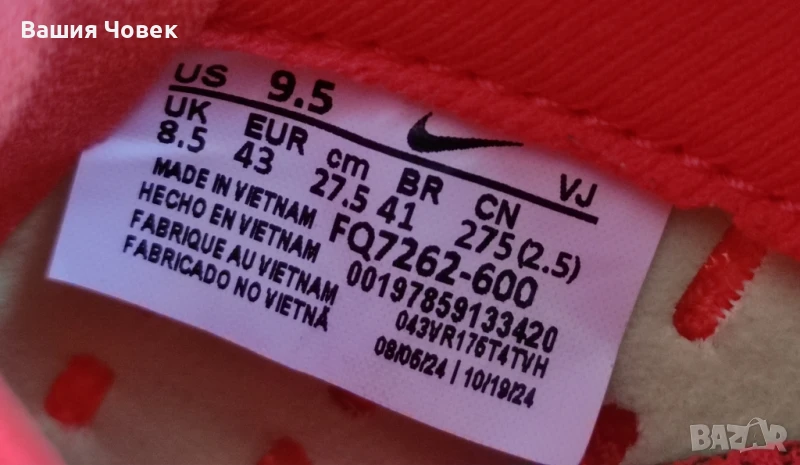 Вашия Човек
US 9.5
UK EUR cm BR CN VJ
8.5 43 27.5 41 275(2.5)
MADE IN VIETNAM
HECHO EN VIETNAM
FABRIQUE AU VIETNAM
FABRICADO NO VIETNÃ
FQ7262-600
00197859133420
043VR176T4TVH
08/06/24 | 10/19/24
BAZAR